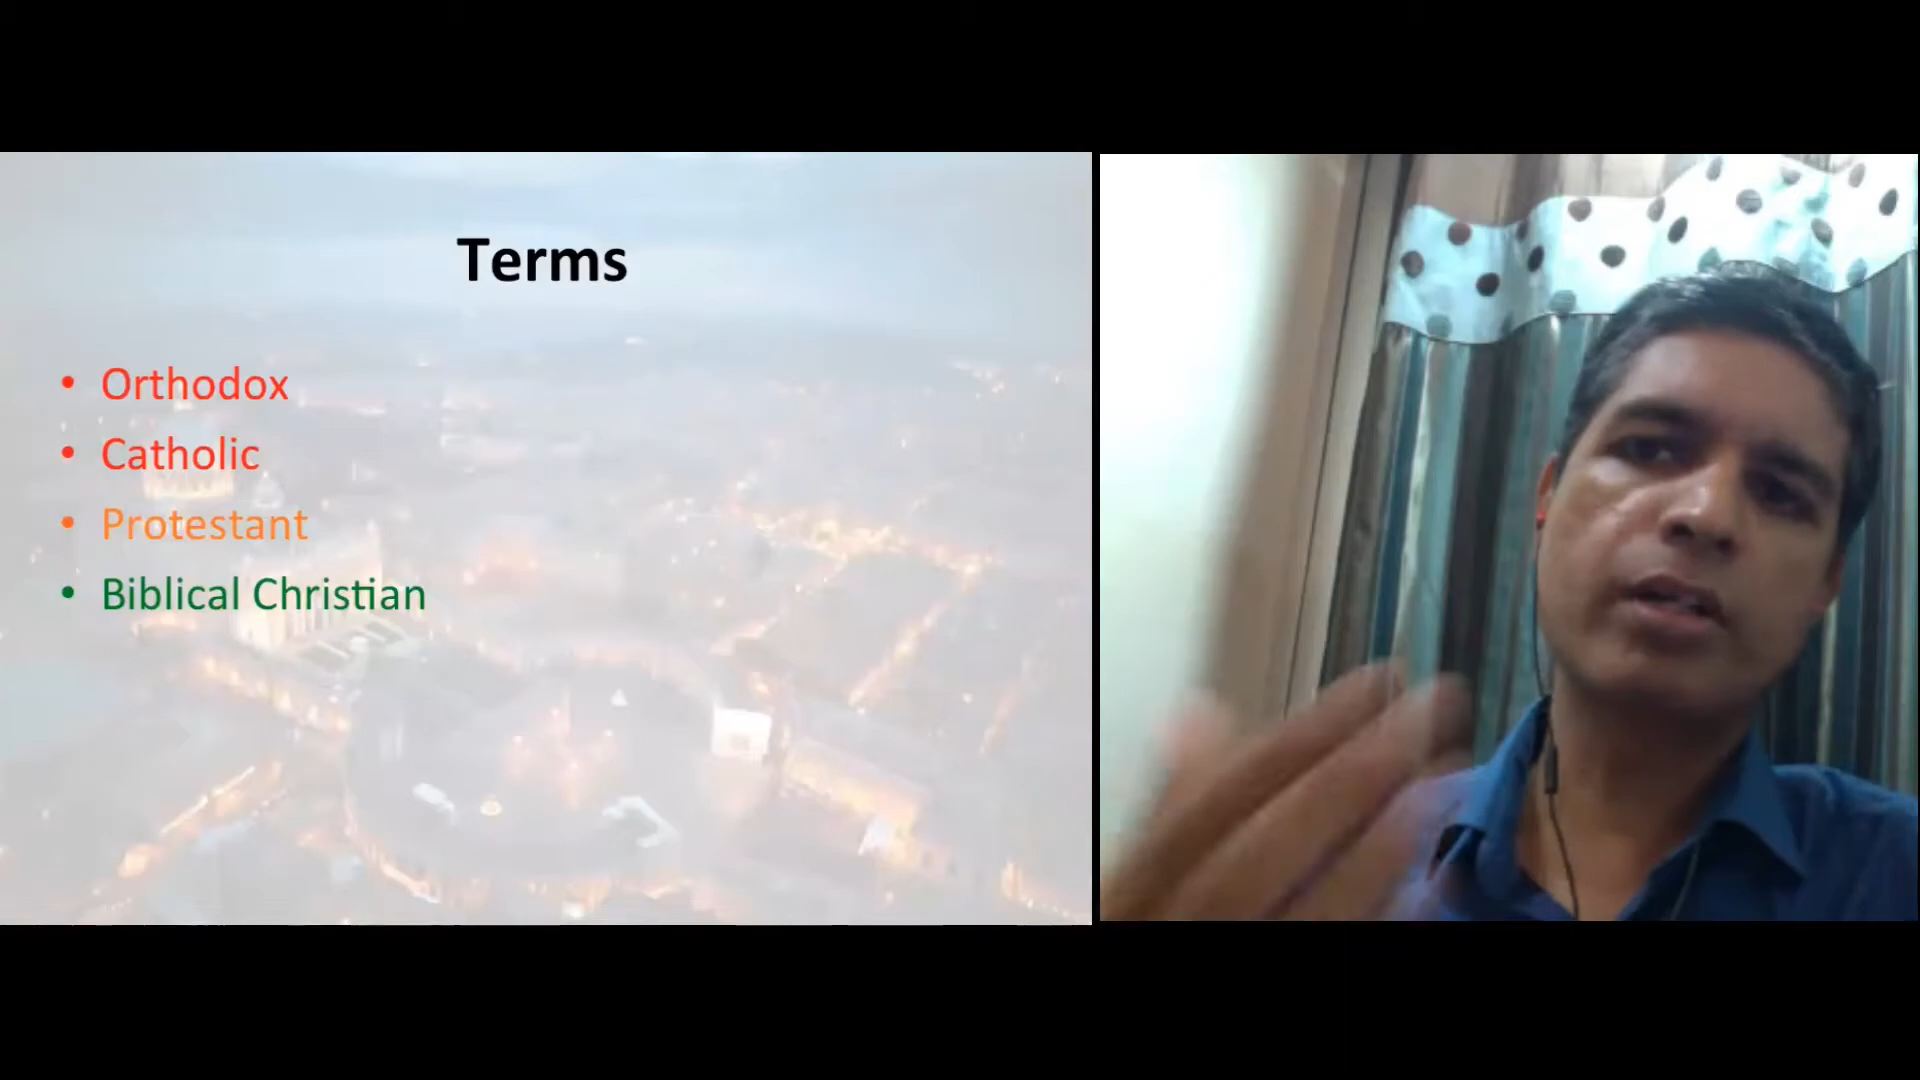 Terms
• Orthodox
• Catholic
• Protestant
• Biblical Christian